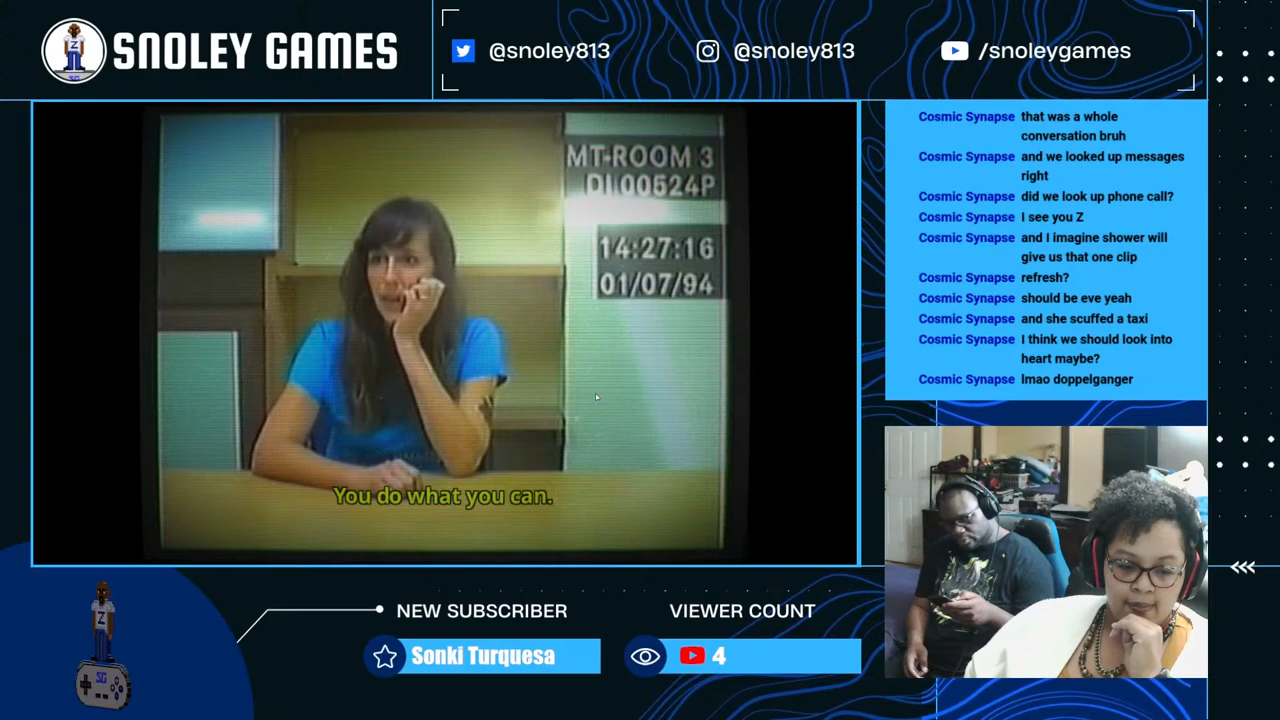 SNOLEY GAMES
@snoley813
@snoley813
/snoleygames
MT-ROOM 3
DI 00524P
14:27:16
01/07/94
You do what you can.
Cosmic Synapse that was a whole
conversation bruh
Cosmic Synapse and we looked up messages
right
Cosmic Synapse did we look up phone call?
Cosmic Synapse I see you Z
Cosmic Synapse and I imagine shower will
give us that one clip
Cosmic Synapse refresh?
Cosmic Synapse should be eve yeah
Cosmic Synapse and she scuffed a taxi
Cosmic Synapse I think we should look into
heart maybe?
Cosmic Synapse lmao doppelganger
NEW SUBSCRIBER
Sonki Turquesa
VIEWER COUNT
4
Z
SG
Z